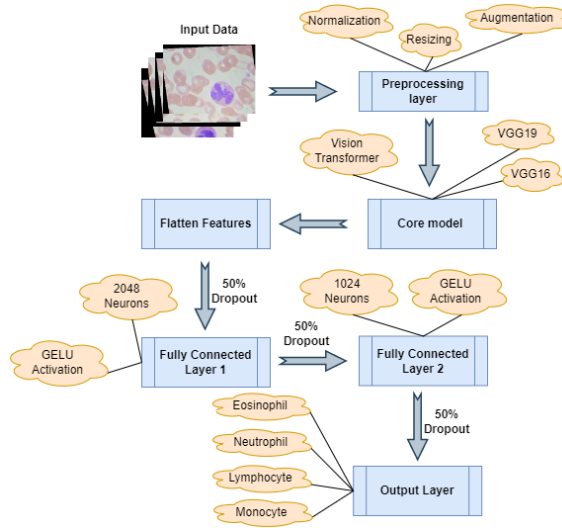 Input Data
Normalization
Augmentation
Resizing
Preprocessing
layer
Vision
Transformer
VGG19
VGG16
Flatten Features
Core model
50%
Dropout
2048
Neurons
GELU
Activation
Fully Connected
Layer 1
50%
Dropout
1024
Neurons
GELU
Activation
Fully Connected
Layer 2
50%
Dropout
Eosinophil
Neutrophil
Lymphocyte
Monocyte
Output Layer